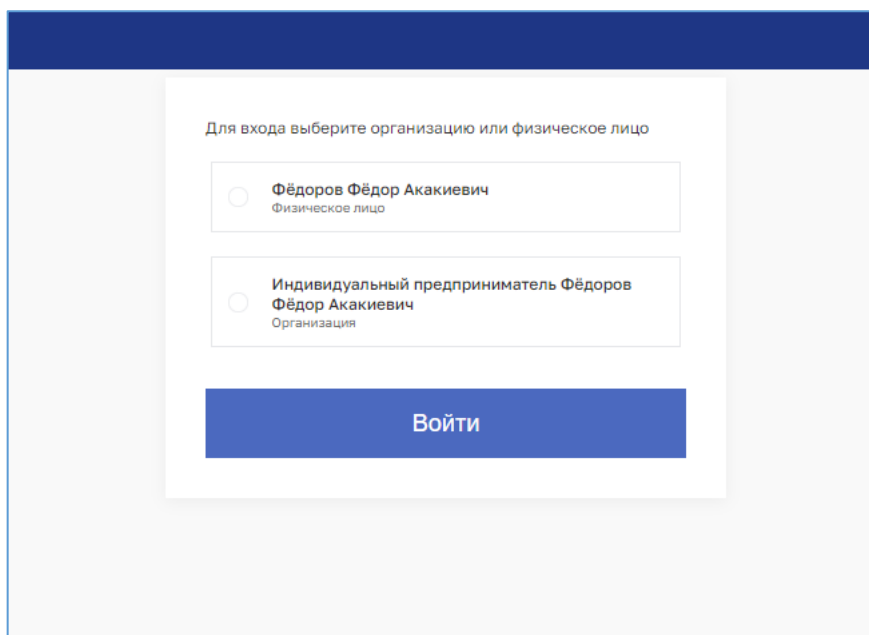 Для входа выберите организацию или физическое лицо
Фёдоров Фёдор Акакиевич
Физическое лицо
Индивидуальный предприниматель Фёдоров
Фёдор Акакиевич
Организация
Войти